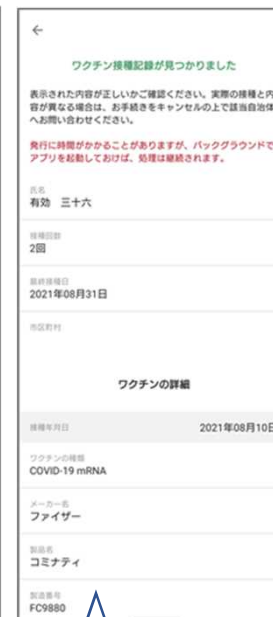 ワクチン接種記録が見つかりました
表示された内容が正しいかご確認ください。実際の接種と内
容が異なる場合は、お手続きをキャンセルの上で該当自治体
へお問い合わせください。
発行に時間がかかることがありますが、バックグラウンドで
アプリを起動しておけば、処理は継続されます。
氏名
有効 三十六
接種回数
2回
最終接種日
2021年08月31日
市区町村
ワクチンの詳細
接種年月日 2021年08月10日
ワクチンの種類
COVID-19 mRNA
メーカー名
ファイザー
製品名
コミナティ
製造番号
FC9880